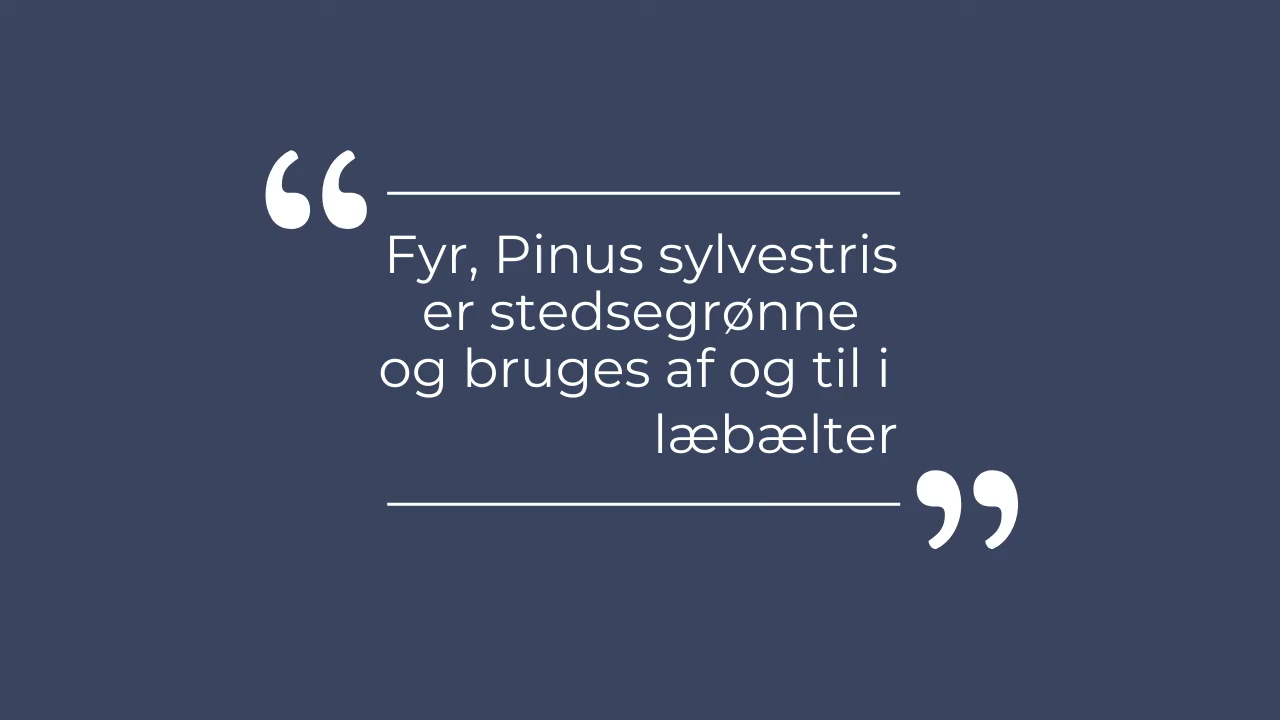 “
Fyr, Pinus sylvestris
er stedsegrønne
og bruges af og til i
læbælter
”